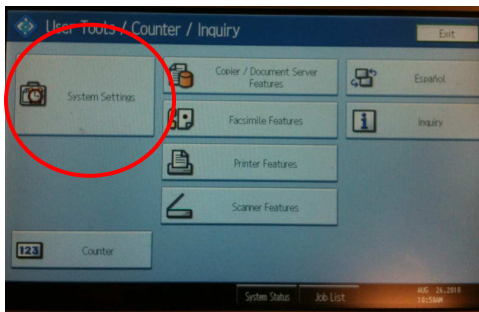 User Tools / Counter / Inquiry
Exit
System Settings
Copier / Document Server
Features
Español
Facsimile Features
Inquiry
Printer Features
Scanner Features
123
Counter
System Status
Job List
AUG 26,2010
10:50AM